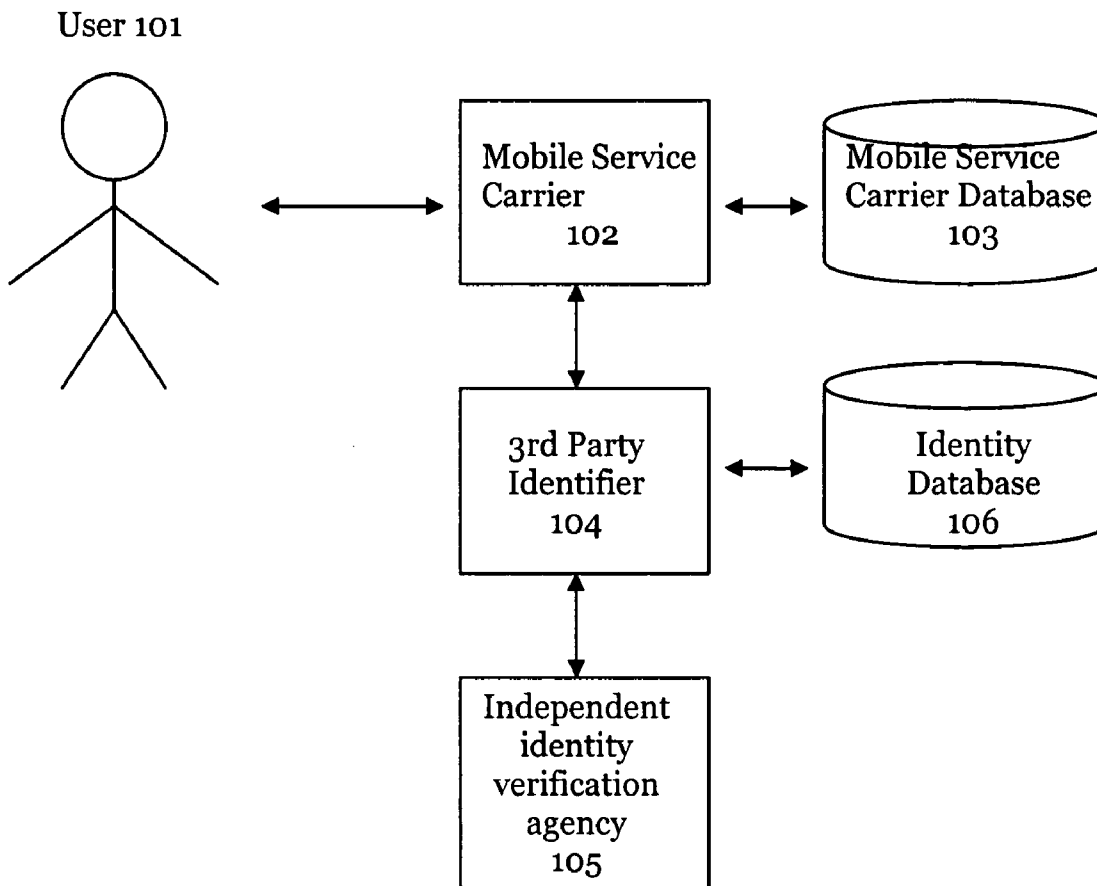 User 101
Mobile Service
Carrier
102
Mobile Service
Carrier Database
103
3rd Party
Identifier
104
Identity
Database
106
Independent
identity
verification
agency
105